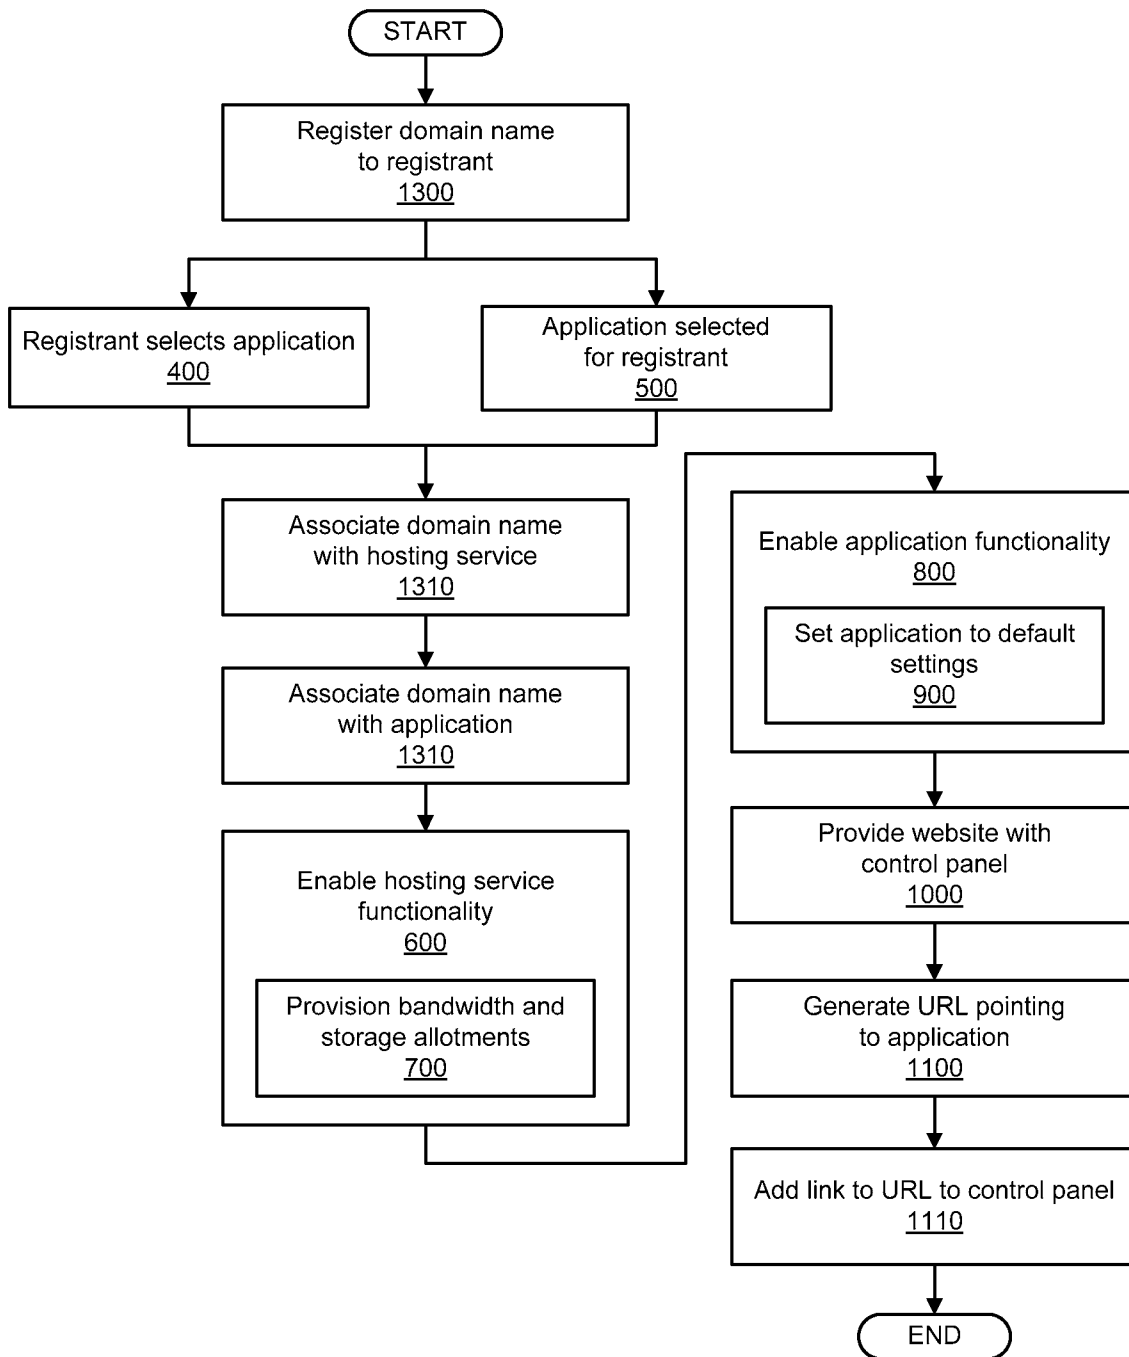 START
Register domain name
to registrant
1300
Registrant selects application
400
Application selected
for registrant
500
Associate domain name
with hosting service
1310
Associate domain name
with application
1310
Enable hosting service
functionality
600
Provision bandwidth and
storage allotments
700
Enable application functionality
800
Set application to default
settings
900
Provide website with
control panel
1000
Generate URL pointing
to application
1100
Add link to URL to control panel
1110
END